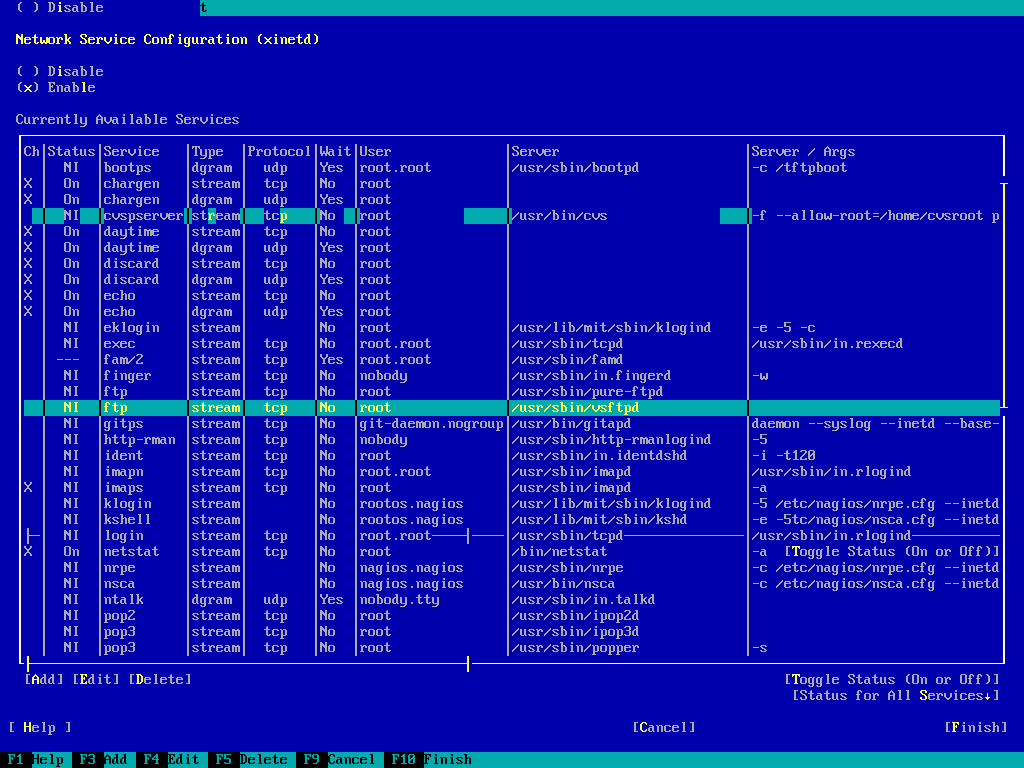 ( ) Disable t
Network Service Configuration (xinetd)
( ) Disable
(x) Enable
Currently Available Services
Ch|Status|Service |Type |Protocol|Wait|User |Server |Server / Args
NI bootps dgram udp Yes root.root /usr/sbin/bootpd -c /tftpboot
X On chargen stream tcp No root
X On chargen dgram udp Yes root
NI cvspserver stream tcp No root /usr/bin/cvs -f --allow-root=/home/cvsroot p
X On daytime stream tcp No root
X On daytime dgram udp Yes root
X On discard stream tcp No root
X On discard dgram udp Yes root
X On echo stream tcp No root
X On echo dgram udp Yes root
NI eklogin stream No root /usr/lib/mit/sbin/klogind -e -5 -c
NI exec stream tcp No root.root /usr/sbin/tcpd /usr/sbin/in.rexecd
--- fam/2 stream tcp Yes root.root /usr/sbin/famd
NI finger stream tcp No nobody /usr/sbin/in.fingerd -w
NI ftp stream tcp No root /usr/sbin/pure-ftpd
NI ftp stream tcp No root /usr/sbin/vsftpd
NI gitps stream tcp No git-daemon.nogroup /usr/bin/gitapd daemon --syslog --inetd --base-
NI http-rman stream tcp No nobody /usr/sbin/http-rmanlogind -5
NI ident stream tcp No root /usr/sbin/in.identdshd -i -t120
NI imapn stream tcp No root.root /usr/sbin/imapd /usr/sbin/in.rlogind
X NI imaps stream tcp No root /usr/sbin/imapd -a
NI klogin stream No rootos.nagios /usr/lib/mit/sbin/klogind -5 /etc/nagios/nrpe.cfg --inetd
NI kshell stream No rootos.nagios /usr/lib/mit/sbin/kshd -e -5tc/nagios/nsca.cfg --inetd
NI login stream tcp No root.root /usr/sbin/tcpd /usr/sbin/in.rlogind
X On netstat stream tcp No root /bin/netstat -a [Toggle Status (On or Off)]
NI nrpe stream tcp No nagios.nagios /usr/sbin/nrpe -c /etc/nagios/nrpe.cfg --inetd
NI nsca stream tcp No nagios.nagios /usr/bin/nsca -c /etc/nagios/nsca.cfg --inetd
NI ntalk dgram udp Yes nobody.tty /usr/sbin/in.talkd
NI pop2 stream tcp No root /usr/sbin/ipop2d
NI pop3 stream tcp No root /usr/sbin/ipop3d
NI pop3 stream tcp No root /usr/sbin/popper -s
[Add] [Edit] [Delete] [Toggle Status (On or Off)]
[Status for All Services↓]
[ Help ] [Cancel] [Finish]
F1 Help F3 Add F4 Edit F5 Delete F9 Cancel F10 Finish